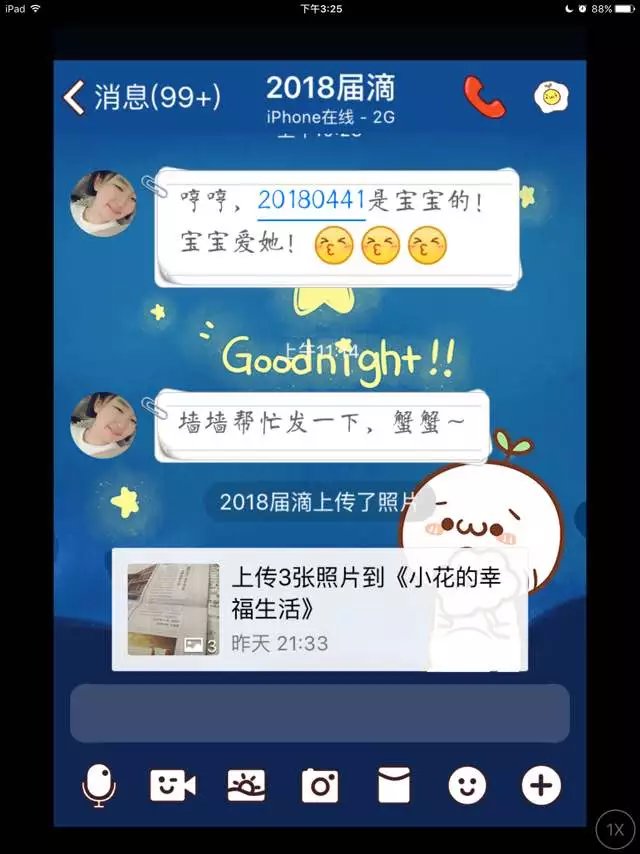 iPad
下午3:25
88%
消息(99+)
2018届滴
iPhone在线 - 2G
哼哼，20180441是宝宝的！
宝宝爱她！
上午11:14
Goodnight!!
墙墙帮忙发一下，蟹蟹~
2018届滴上传了照片
上传3张照片到《小花的幸
福生活》
3
昨天 21:33
1X